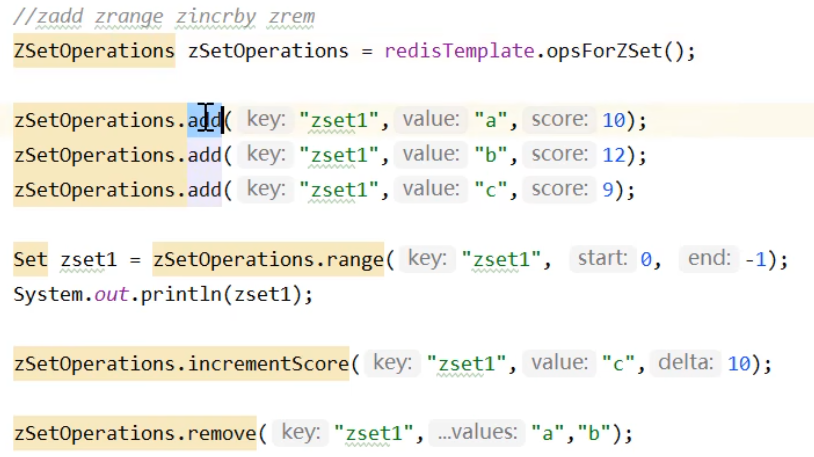 //zadd zrange zincrby zrem
ZSetOperations zSetOperations = redisTemplate.opsForZSet();
zSetOperations.add( key: "zset1", value: "a", score: 10);
zSetOperations.add( key: "zset1", value: "b", score: 12);
zSetOperations.add( key: "zset1", value: "c", score: 9);
Set zset1 = zSetOperations.range( key: "zset1", start: 0, end: -1);
System.out.println(zset1);
zSetOperations.incrementScore( key: "zset1", value: "c", delta: 10);
zSetOperations.remove( key: "zset1", ...values: "a","b");